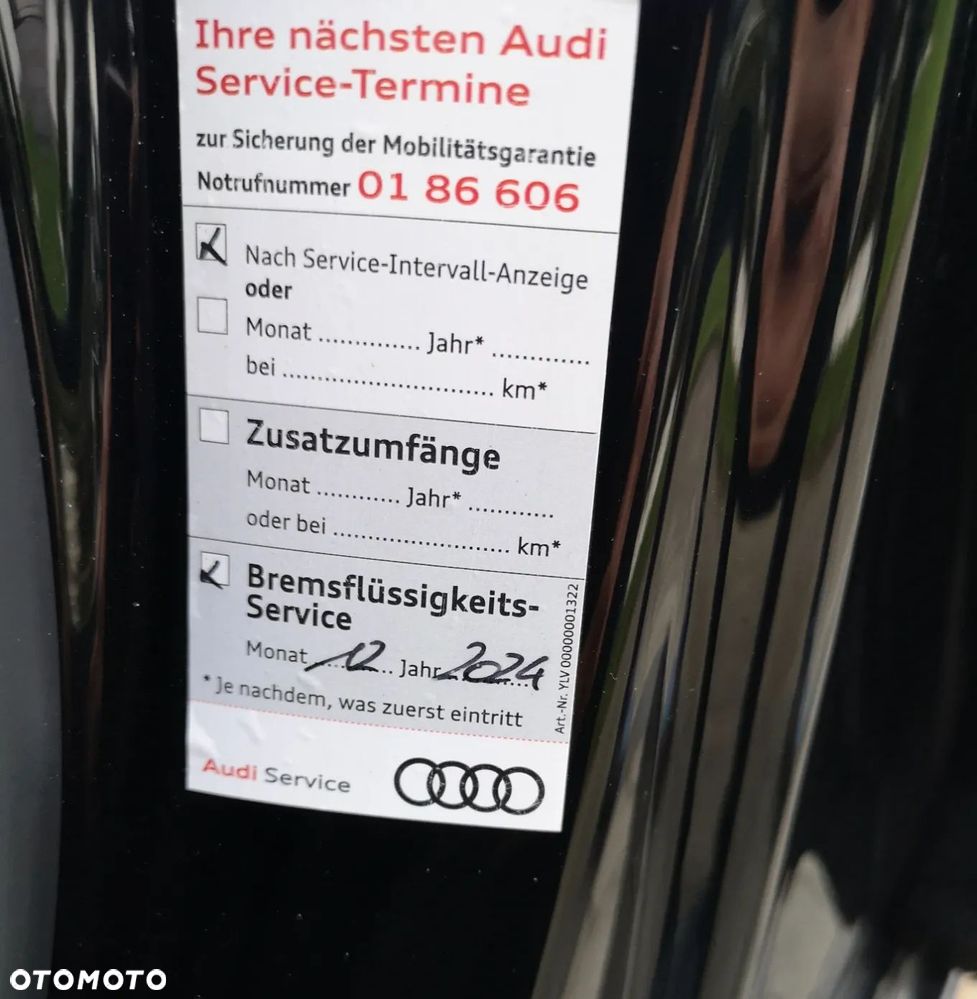 Ihre nächsten Audi
Service-Termine
zur Sicherung der Mobilitätsgarantie
Notrufnummer 01 86 606
Nach Service-Intervall-Anzeige
oder
Monat ............. Jahr* .............
bei ........................... km*
Zusatzumfänge
Monat ............ Jahr* ............
oder bei ......................... km*
Bremsflüssigkeits-
Service
Monat 12 Jahr 2024
* Je nachdem, was zuerst eintritt
Art.-Nr. YLV 000000001322
Audi Service
OTOMOTO